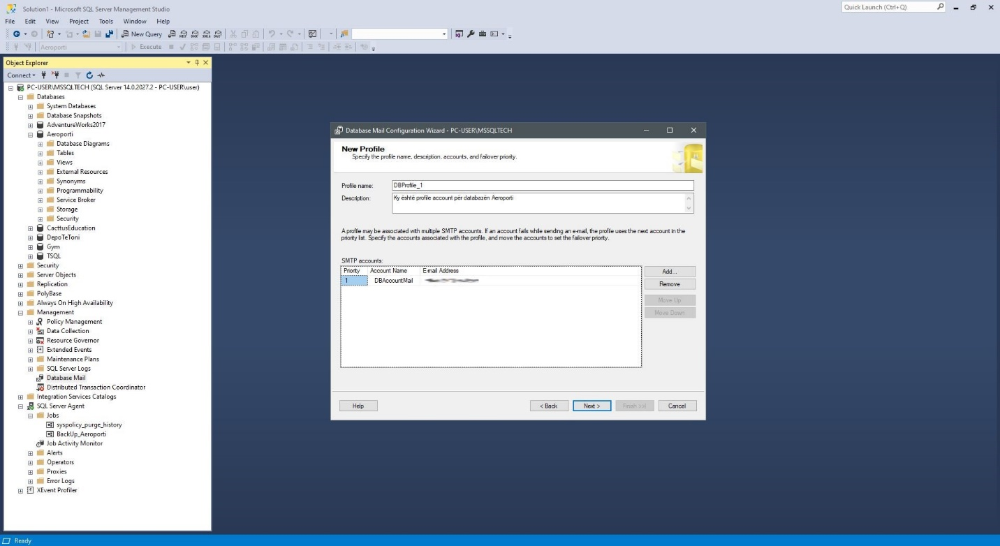 Solution1 - Microsoft SQL Server Management Studio
Quick Launch (Ctrl+Q)
File Edit View Project Tools Window Help
New Query
Aeroporti
Execute
Object Explorer
Connect
PC-USER\MSSQLTECH (SQL Server 14.0.2027.2 - PC-USER\user)
Databases
System Databases
Database Snapshots
AdventureWorks2017
Aeroporti
Database Diagrams
Tables
Views
External Resources
Synonyms
Programmability
Service Broker
Storage
Security
CacttusEducation
DepoTeToni
Gym
TSQL
Security
Server Objects
Replication
PolyBase
Always On High Availability
Management
Policy Management
Data Collection
Resource Governor
Extended Events
Maintenance Plans
SQL Server Logs
Database Mail
Distributed Transaction Coordinator
Integration Services Catalogs
SQL Server Agent
Jobs
syspolicy_purge_history
BackUp_Aeroporti
Job Activity Monitor
Alerts
Operators
Proxies
Error Logs
XEvent Profiler
Database Mail Configuration Wizard - PC-USER\MSSQLTECH
New Profile
Specify the profile name, description, accounts, and failover priority.
Profile name: DBProfile_1
Description: Ky është profile account për databazën Aeroporti
A profile may be associated with multiple SMTP accounts. If an account fails while sending an e-mail, the profile uses the next account in the
priority list. Specify the accounts associated with the profile, and move the accounts to set the failover priority.
SMTP accounts:
Priority Account Name E-mail Address
1 DBAccountMail
Add...
Remove
Move Up
Move Down
Help < Back Next > Finish >>| Cancel
Ready